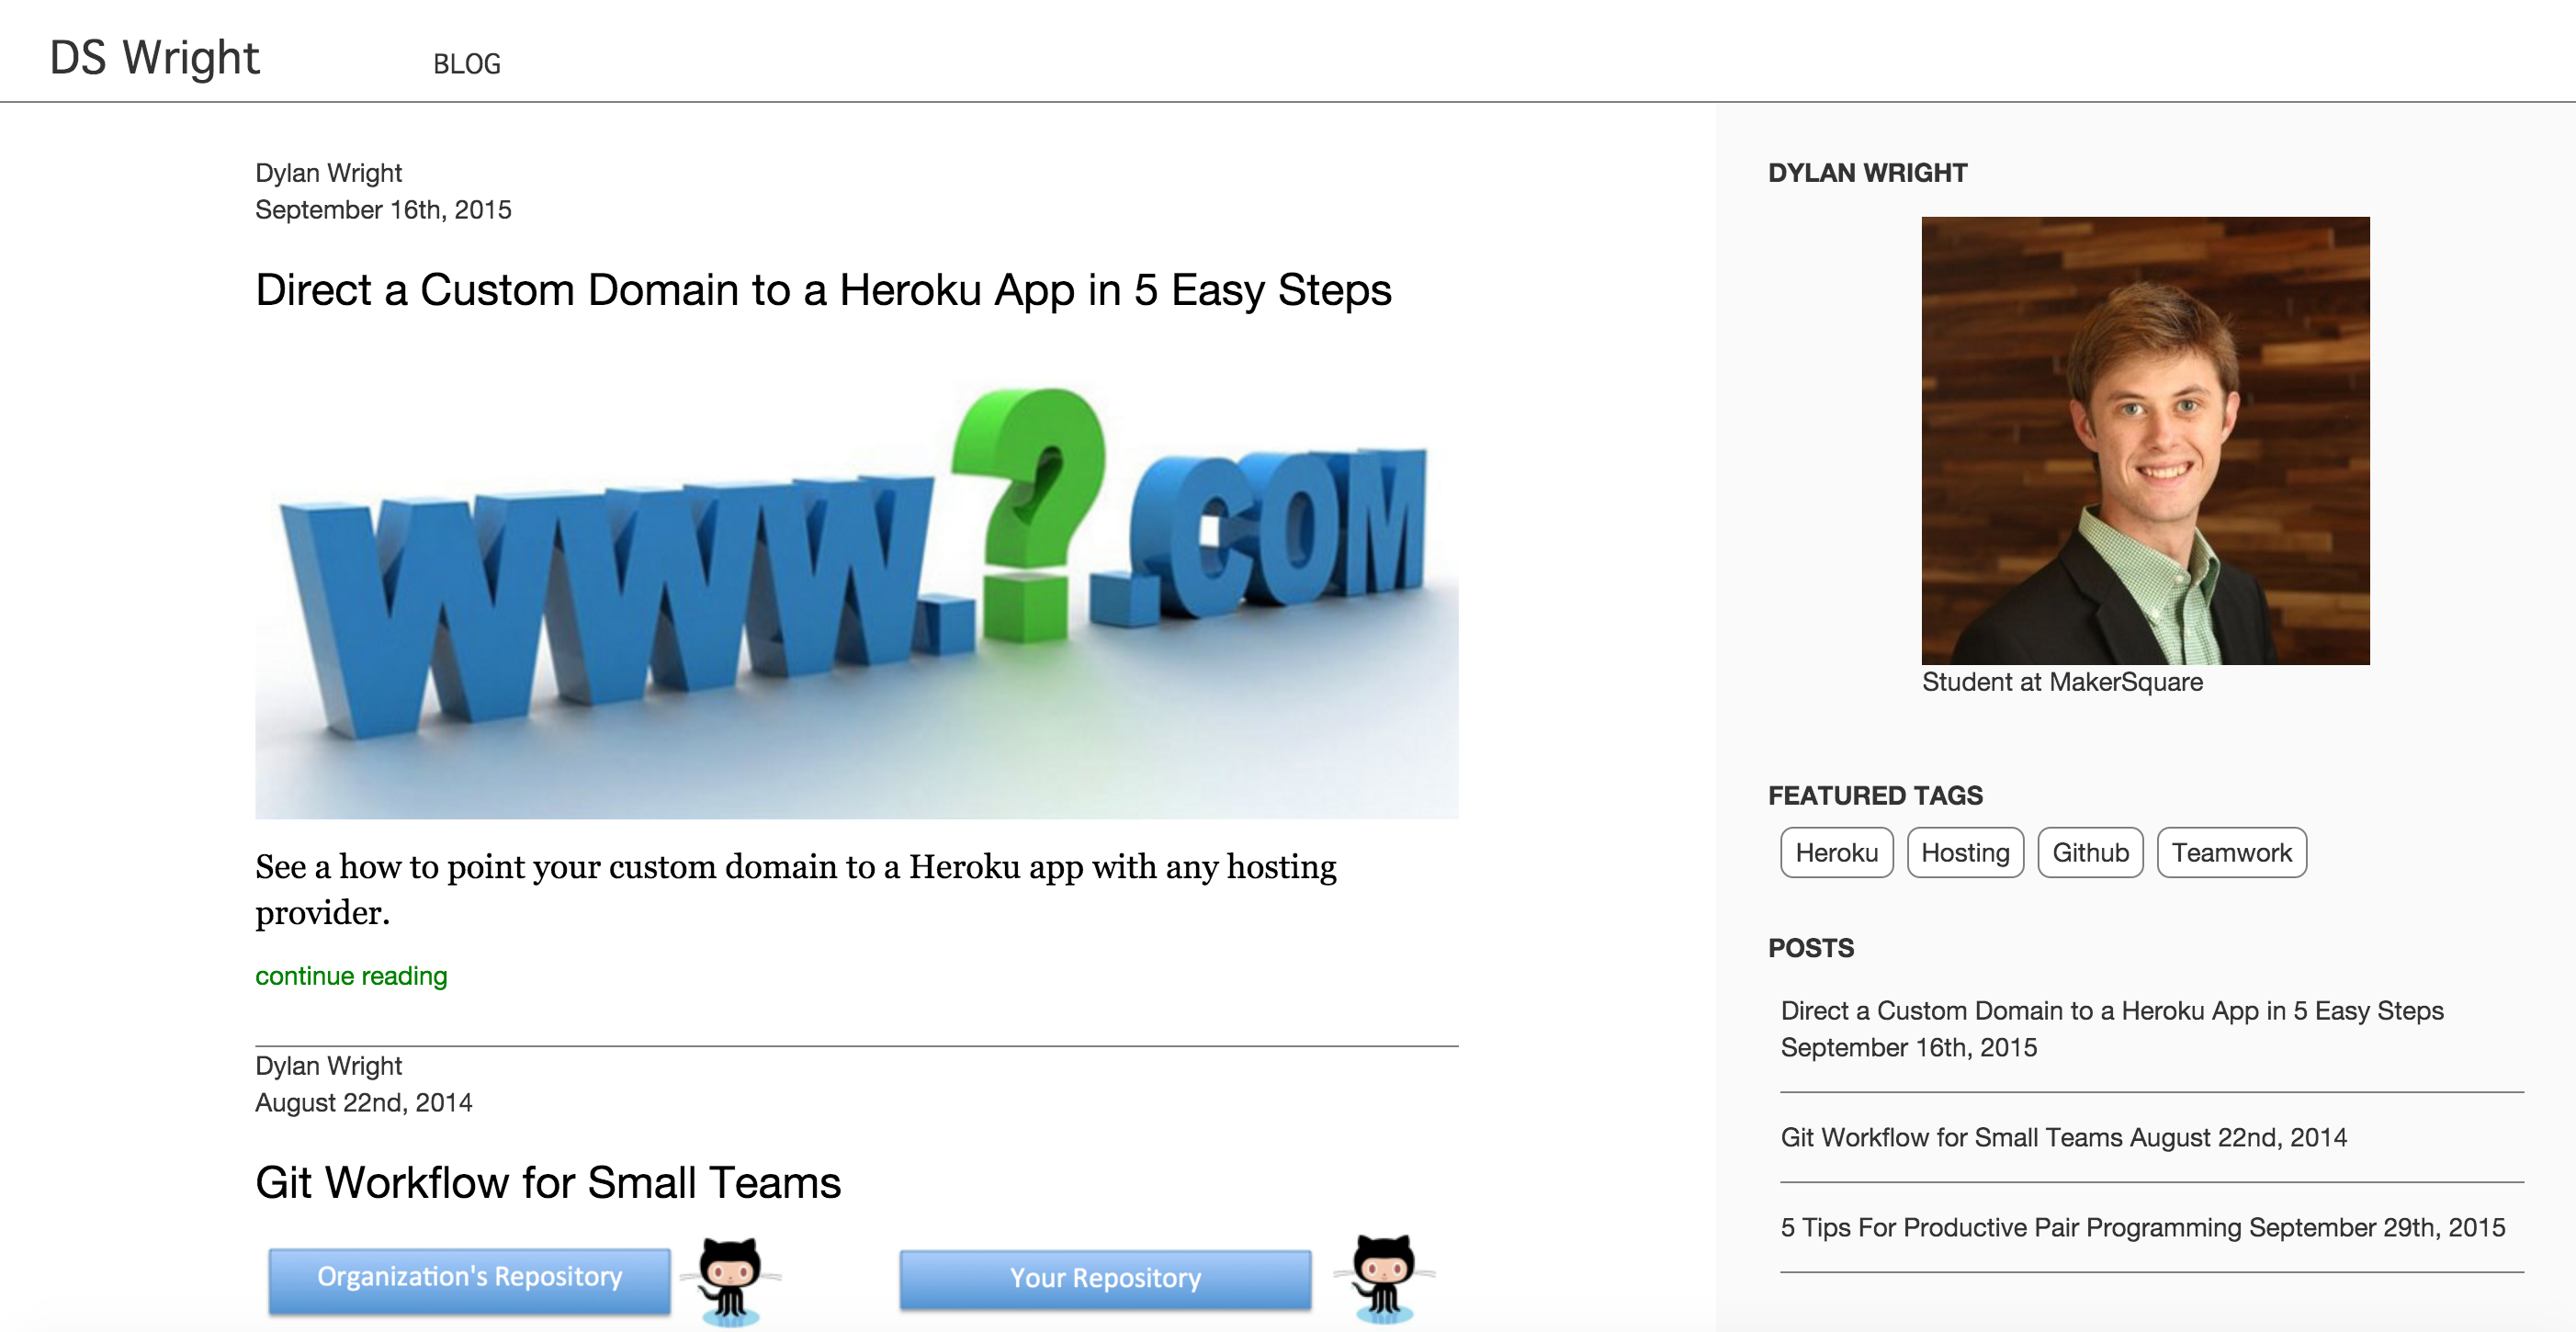 DS Wright
BLOG
Dylan Wright
September 16th, 2015
Direct a Custom Domain to a Heroku App in 5 Easy Steps
WWW.?.COM
See a how to point your custom domain to a Heroku app with any hosting
provider.
continue reading
Dylan Wright
August 22nd, 2014
Git Workflow for Small Teams
Organization's Repository
Your Repository
DYLAN WRIGHT
Student at MakerSquare
FEATURED TAGS
Heroku Hosting Github Teamwork
POSTS
Direct a Custom Domain to a Heroku App in 5 Easy Steps
September 16th, 2015
Git Workflow for Small Teams August 22nd, 2014
5 Tips For Productive Pair Programming September 29th, 2015